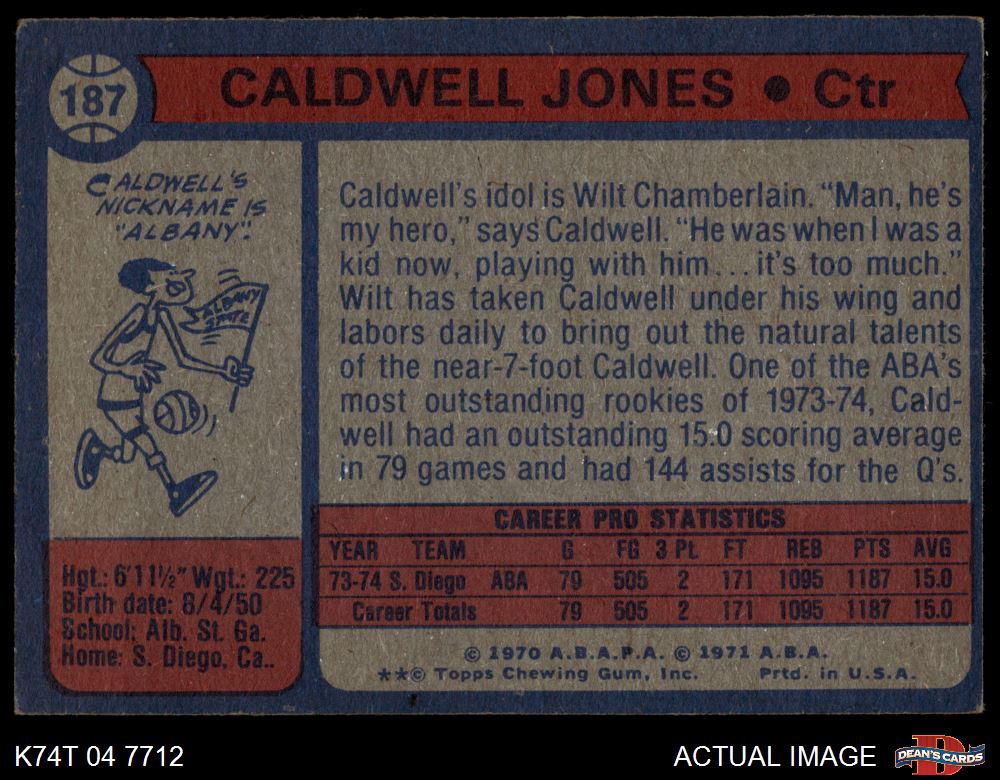 187
CALDWELL JONES • Ctr
CALDWELL'S
NICKNAME IS
"ALBANY".
ALBANY
STATE
Caldwell's idol is Wilt Chamberlain. "Man, he's
my hero," says Caldwell. "He was when I was a
kid now, playing with him...it's too much."
Wilt has taken Caldwell under his wing and
labors daily to bring out the natural talents
of the near-7-foot Caldwell. One of the ABA's
most outstanding rookies of 1973-74, Cald-
well had an outstanding 15.0 scoring average
in 79 games and had 144 assists for the Q's.
Hgt.: 6'11½" Wgt.: 225
Birth date: 8/4/50
School: Alb. St. Ga.
Home: S. Diego, Ca..
CAREER PRO STATISTICS
YEAR TEAM G FG 3 Pt. FT REB PTS AVG
73-74 S. Diego ABA 79 505 2 171 1095 1187 15.0
Career Totals 79 505 2 171 1095 1187 15.0
© 1970 A.B.A.P.A. © 1971 A.B.A.
**© Topps Chewing Gum, Inc. Prtd. in U.S.A.
K74T 04 7712
ACTUAL IMAGE
D
DEAN'S CARDS